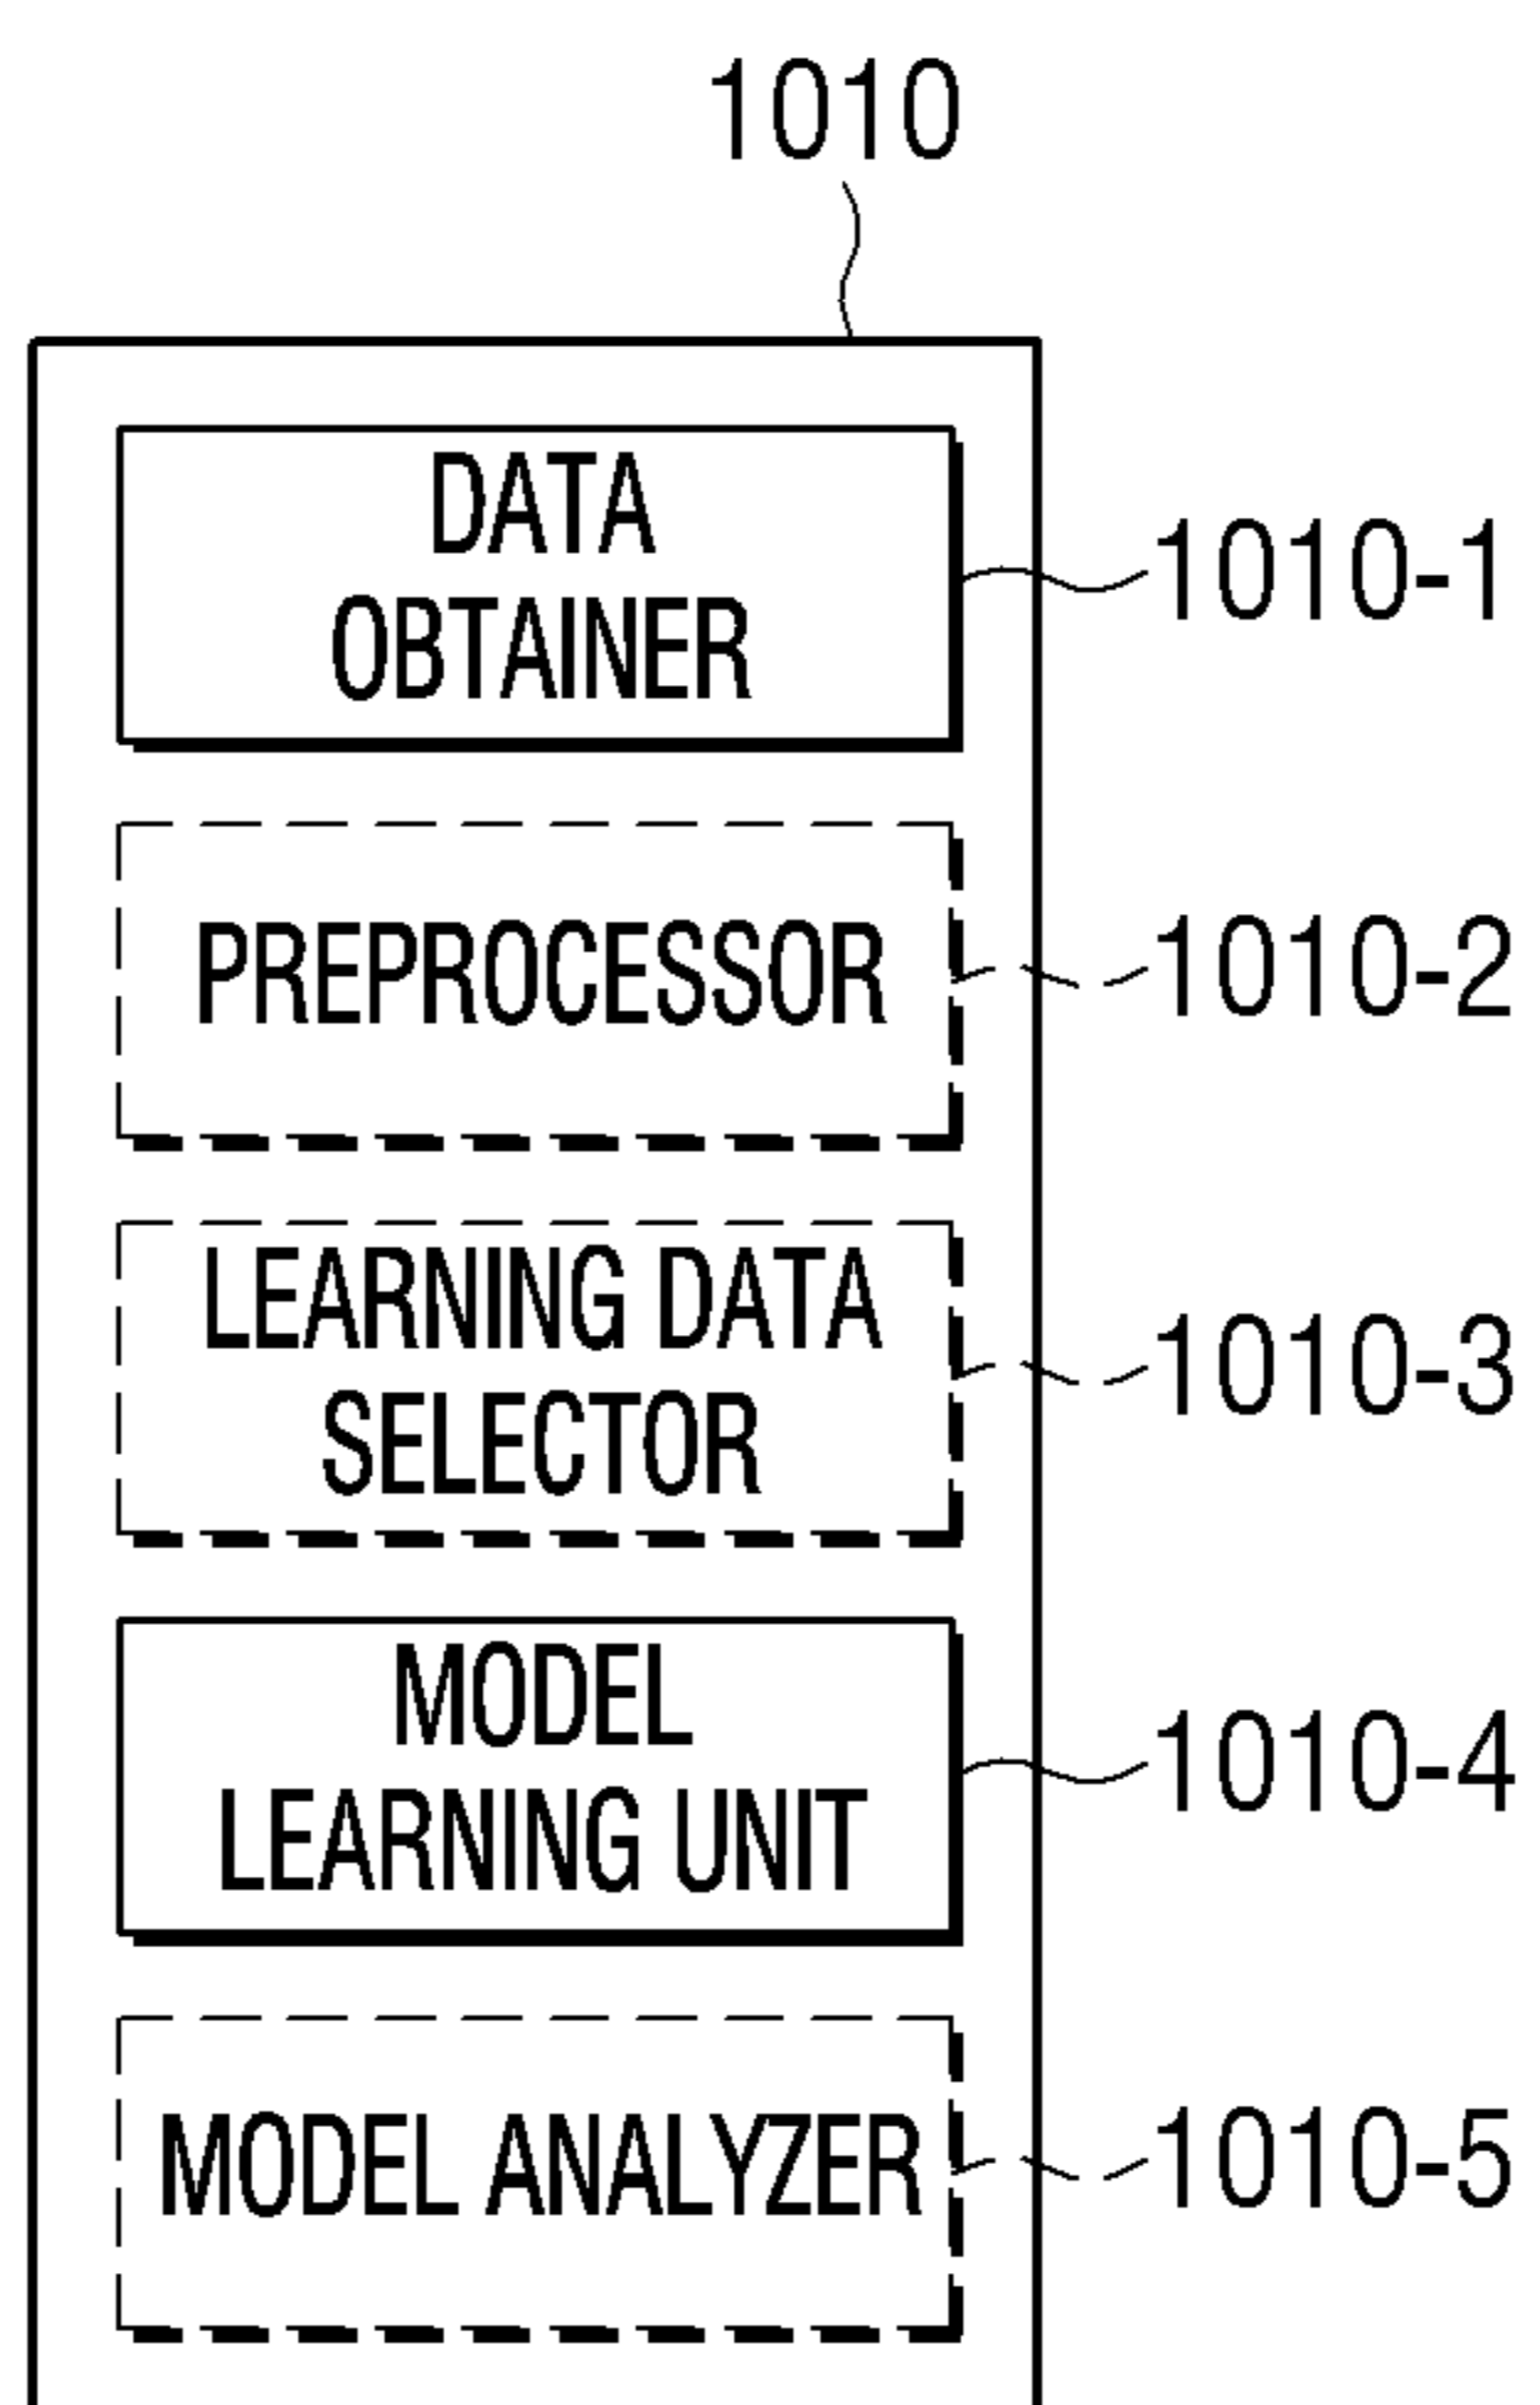 1010
DATA
OBTAINER
1010-1
PREPROCESSOR
1010-2
LEARNING DATA
SELECTOR
1010-3
MODEL
LEARNING UNIT
1010-4
MODEL ANALYZER
1010-5